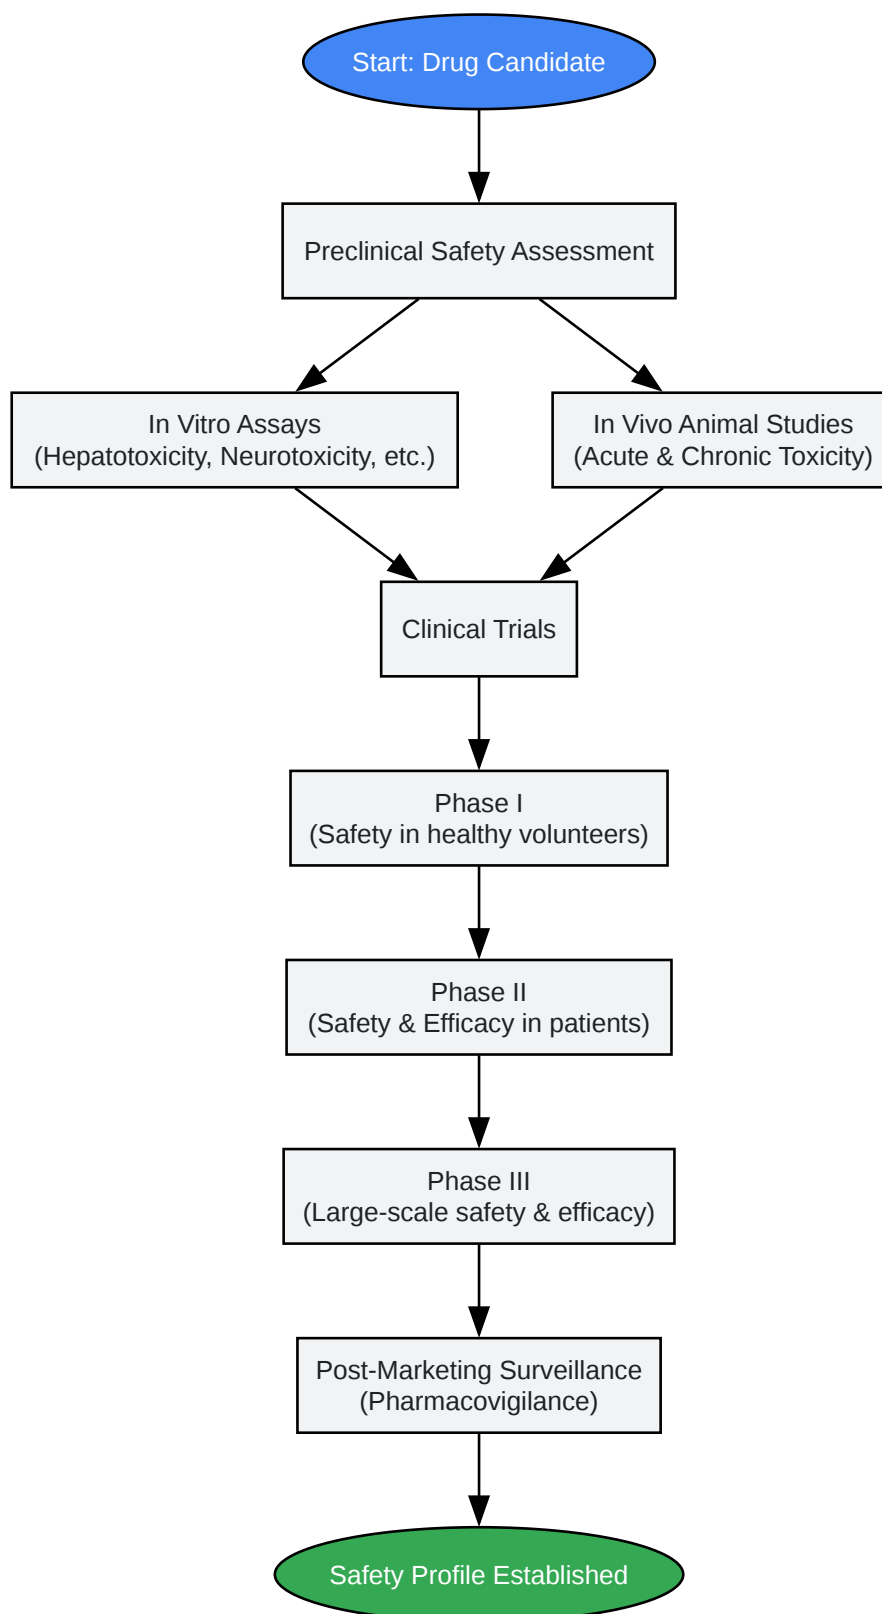 Start: Drug Candidate
Preclinical Safety Assessment
In Vitro Assays
(Hepatotoxicity, Neurotoxicity, etc.)
In Vivo Animal Studies
(Acute & Chronic Toxicity)
Clinical Trials
Phase I
(Safety in healthy volunteers)
Phase II
(Safety & Efficacy in patients)
Phase III
(Large-scale safety & efficacy)
Post-Marketing Surveillance
(Pharmacovigilance)
Safety Profile Established